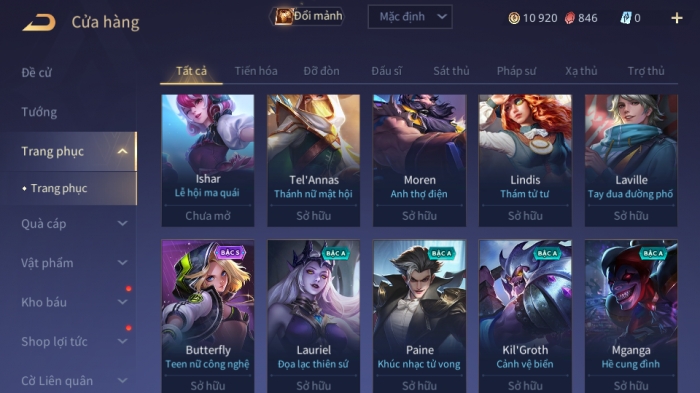 Cửa hàng
Đổi mảnh
Mặc định
10 920
846
0
Đề cử
Tướng
Trang phục
Trang phục
Quà cáp
Vật phẩm
Kho báu
Shop lợi tức
Cờ Liên quân
Tất cả
Tiến hóa
Đỡ đòn
Đấu sĩ
Sát thủ
Pháp sư
Xạ thủ
Trợ thủ
Ishar
Lễ hội ma quái
Chưa mở
Tel'Annas
Thánh nữ mật hội
Sở hữu
Moren
Anh thợ điện
Sở hữu
Lindis
Thám tử tư
Sở hữu
Laville
Tay đua đường phố
Sở hữu
BẬC S
Butterfly
Teen nữ công nghệ
Sở hữu
BẬC A
Lauriel
Đọa lạc thiên sứ
Sở hữu
BẬC A
Paine
Khúc nhạc tử vong
Sở hữu
BẬC A
Kil'Groth
Cảnh vệ biển
Sở hữu
BẬC A
Mganga
Hề cung đình
Sở hữu